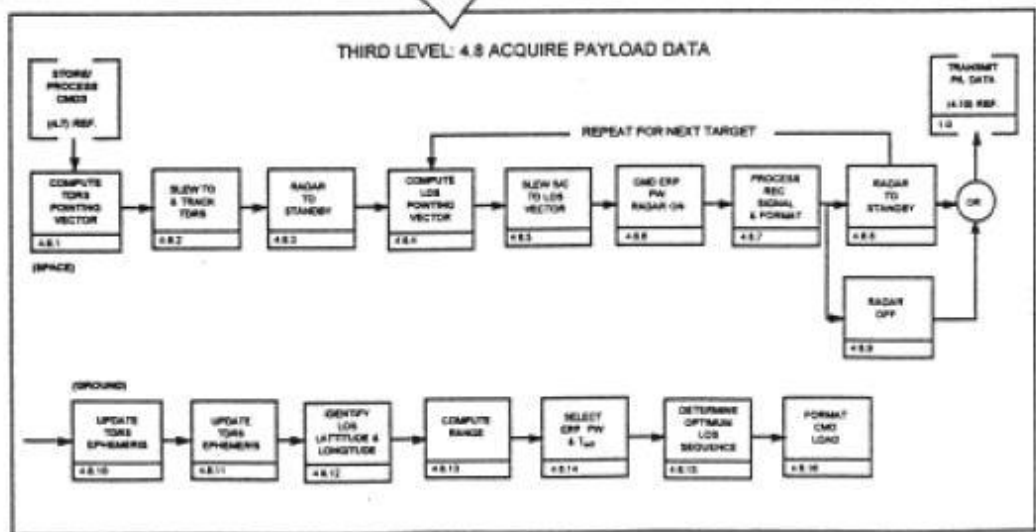 THIRD LEVEL: 4.8 ACQUIRE PAYLOAD DATA
STORE/
PROCESS
CMDS
(4.7) REF.
TRANSMIT
P/L DATA
(4.10) REF.
REPEAT FOR NEXT TARGET
COMPUTE
TDRS
POINTING
VECTOR
4.8.1
SLEW TO
& TRACK
TDRS
4.8.2
RADAR
TO
STANDBY
4.8.3
COMPUTE
LOS
POINTING
VECTOR
4.8.4
SLEW S/C
TO LOS
VECTOR
4.8.5
CMD ERP
PW
RADAR ON
4.8.6
PROCESS
REC
SIGNAL
& FORMAT
4.8.7
RADAR
TO
STANDBY
4.8.8
OR
(SPACE)
RADAR
OFF
4.8.9
(GROUND)
UPDATE
TDRS
EPHEMERIS
4.8.10
UPDATE
TDRS
EPHEMERIS
4.8.11
IDENTIFY
LOS
LATTITUDE &
LONGITUDE
4.8.12
COMPUTE
RANGE
4.8.13
SELECT
ERP PW
&
4.8.14
DETERMINE
OPTIMUM
LOS
SEQUENCE
4.8.15
FORMAT
CMD
LOAD
4.8.16